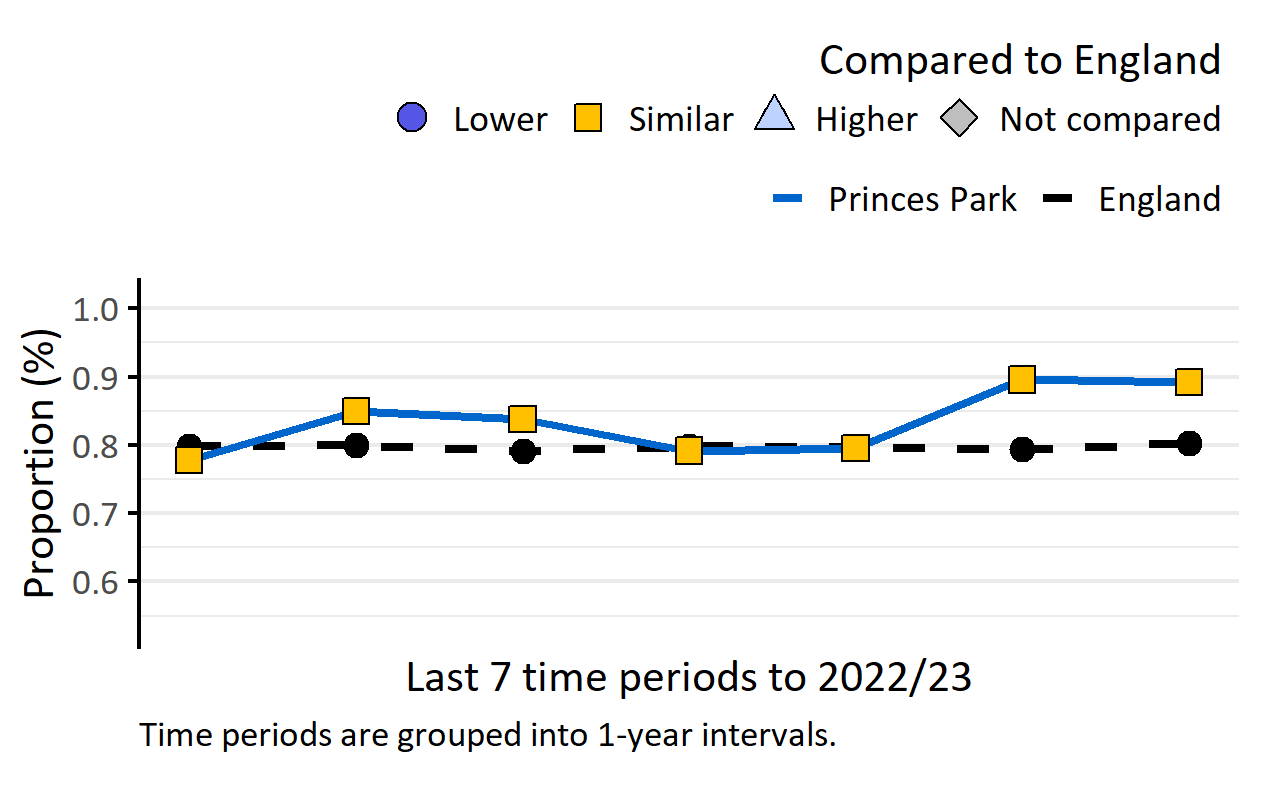 Compared to England
Lower Similar Higher Not compared
Princes Park England
Proportion (%)
1.0
0.9
0.8
0.7
0.6
Last 7 time periods to 2022/23
Time periods are grouped into 1-year intervals.